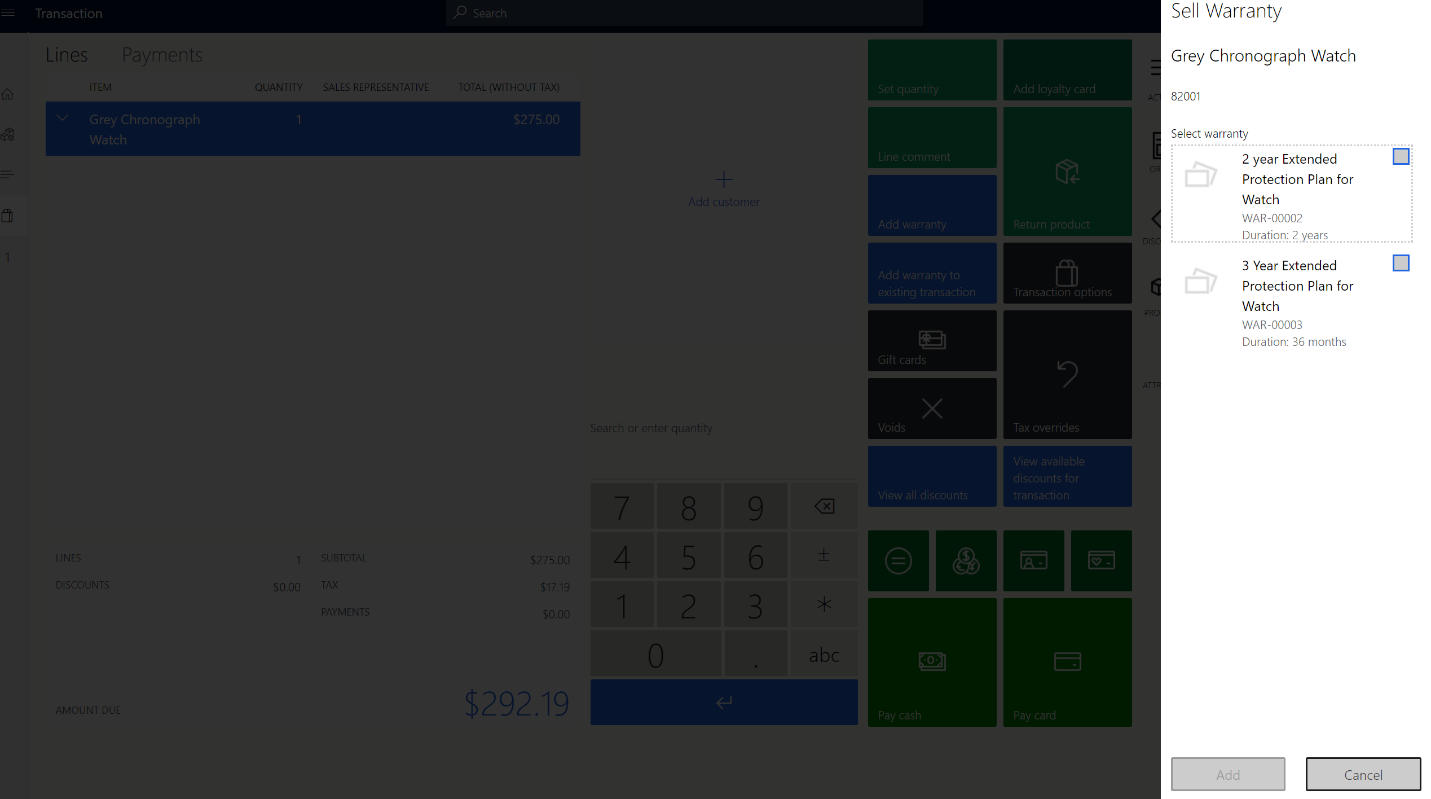 Transaction
Search
Lines Payments
ITEM QUANTITY SALES REPRESENTATIVE TOTAL (WITHOUT TAX)
Grey Chronograph
Watch
1 $275.00
Add customer
Search or enter quantity
LINES 1 SUBTOTAL $275.00
DISCOUNTS $0.00 TAX $17.19
PAYMENTS $0.00
AMOUNT DUE $292.19
7 8 9
4 5 6 ±
1 2 3 *
0 . abc
Set quantity
Add loyalty card
Line comment
Add warranty
Return product
Add warranty to
existing transaction
Transaction options
Gift cards
Voids
Tax overrides
View all discounts
View available
discounts for
transaction
Pay cash
Pay card
1
Sell Warranty
Grey Chronograph Watch
82001
Select warranty
2 year Extended
Protection Plan for
Watch
WAR-00002
Duration: 2 years
3 Year Extended
Protection Plan for
Watch
WAR-00003
Duration: 36 months
Add Cancel